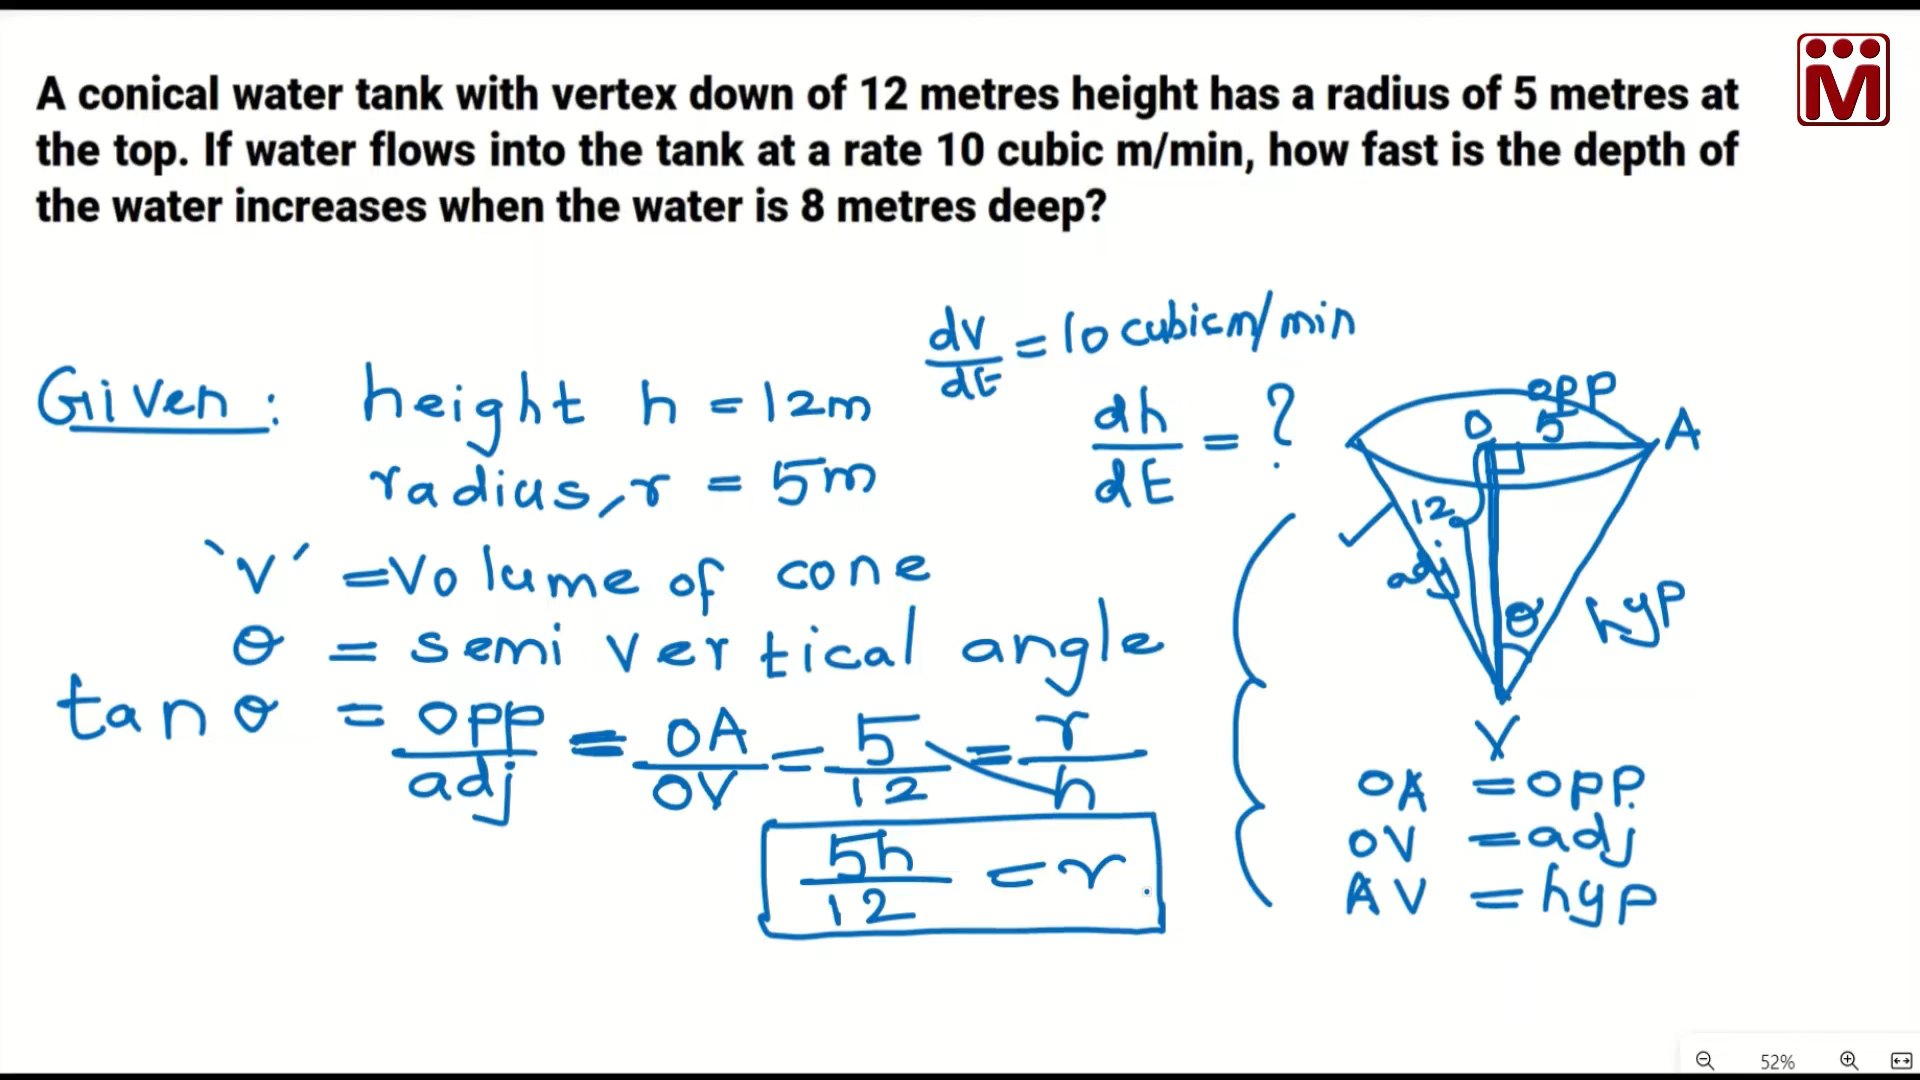 A conical water tank with vertex down of 12 metres height has a radius of 5 metres at
the top. If water flows into the tank at a rate 10 cubic m/min, how fast is the depth of
the water increases when the water is 8 metres deep?
M
dv/dt = 10 cubic m/min
Given: height h = 12m
dh/dt = ?
radius, r = 5m
'V' = Volume of cone
θ = semi vertical angle
tan θ = opp/adj = OA/OV = 5/12 = r/h
5h/12 = r
opp
O 5 A
12
adj
θ hyp
V
OA = opp.
OV = adj
AV = hyp
52%